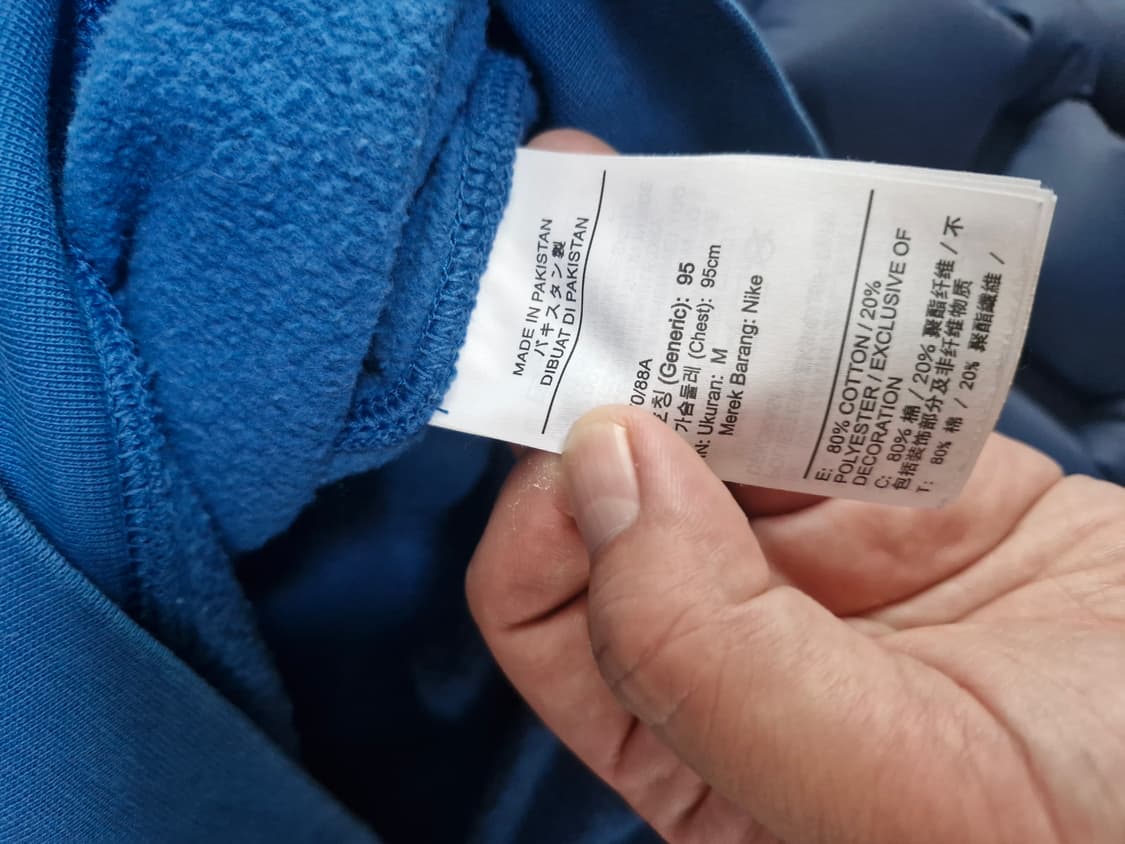 MADE IN PAKISTAN
パキスタン製
DIBUAT DI PAKISTAN
0/88A
(Generic): 95
가슴둘레 (Chest): 95cm
Ukuran: M
Merek Barang: Nike
E: 80% COTTON / 20%
POLYESTER / EXCLUSIVE OF
DECORATION
C: 80% 棉 / 20% 聚酯纤维 / 不
包括装饰部分及非纤维物质
T: 80% 棉 / 20% 聚酯纖維 /